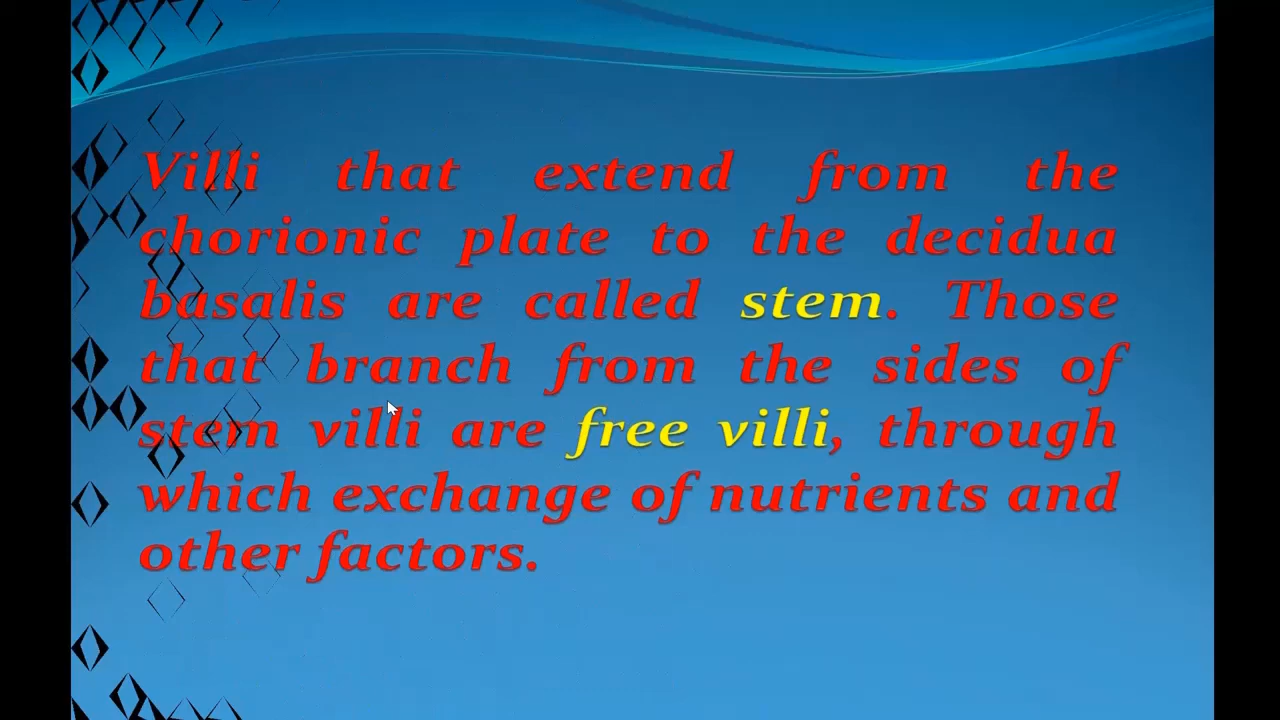 Villi that extend from the
chorionic plate to the decidua
basalis are called stem. Those
that branch from the sides of
stem villi are free villi, through
which exchange of nutrients and
other factors.